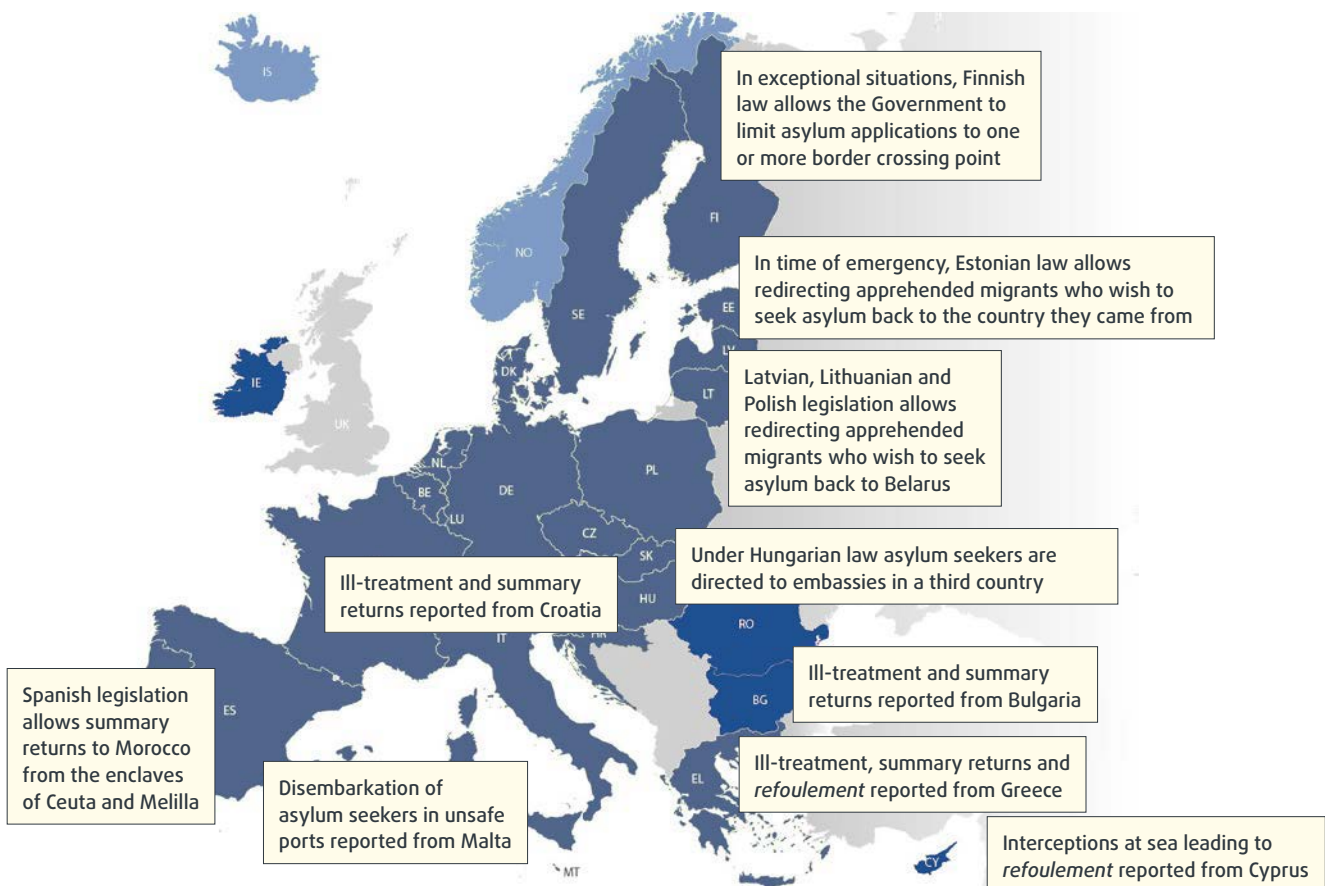 IS
In exceptional situations, Finnish
law allows the Government to
limit asylum applications to one
or more border crossing point
FI
NO
In time of emergency, Estonian law allows
redirecting apprehended migrants who wish to
seek asylum back to the country they came from
SE
EE
LV
IE
DK
LT
Latvian, Lithuanian and
Polish legislation allows
redirecting apprehended
migrants who wish to seek
asylum back to Belarus
UK
NL
PL
BE
DE
LU
CZ
SK
Under Hungarian law asylum seekers are
directed to embassies in a third country
Ill-treatment and summary
returns reported from Croatia
HU
IT
HR
RO
Ill-treatment and summary
returns reported from Bulgaria
BG
Spanish legislation
allows summary
returns to Morocco
from the enclaves
of Ceuta and Melilla
ES
Ill-treatment, summary returns and
refoulement reported from Greece
EL
Disembarkation of
asylum seekers in unsafe
ports reported from Malta
MT
Interceptions at sea leading to
refoulement reported from Cyprus
CY